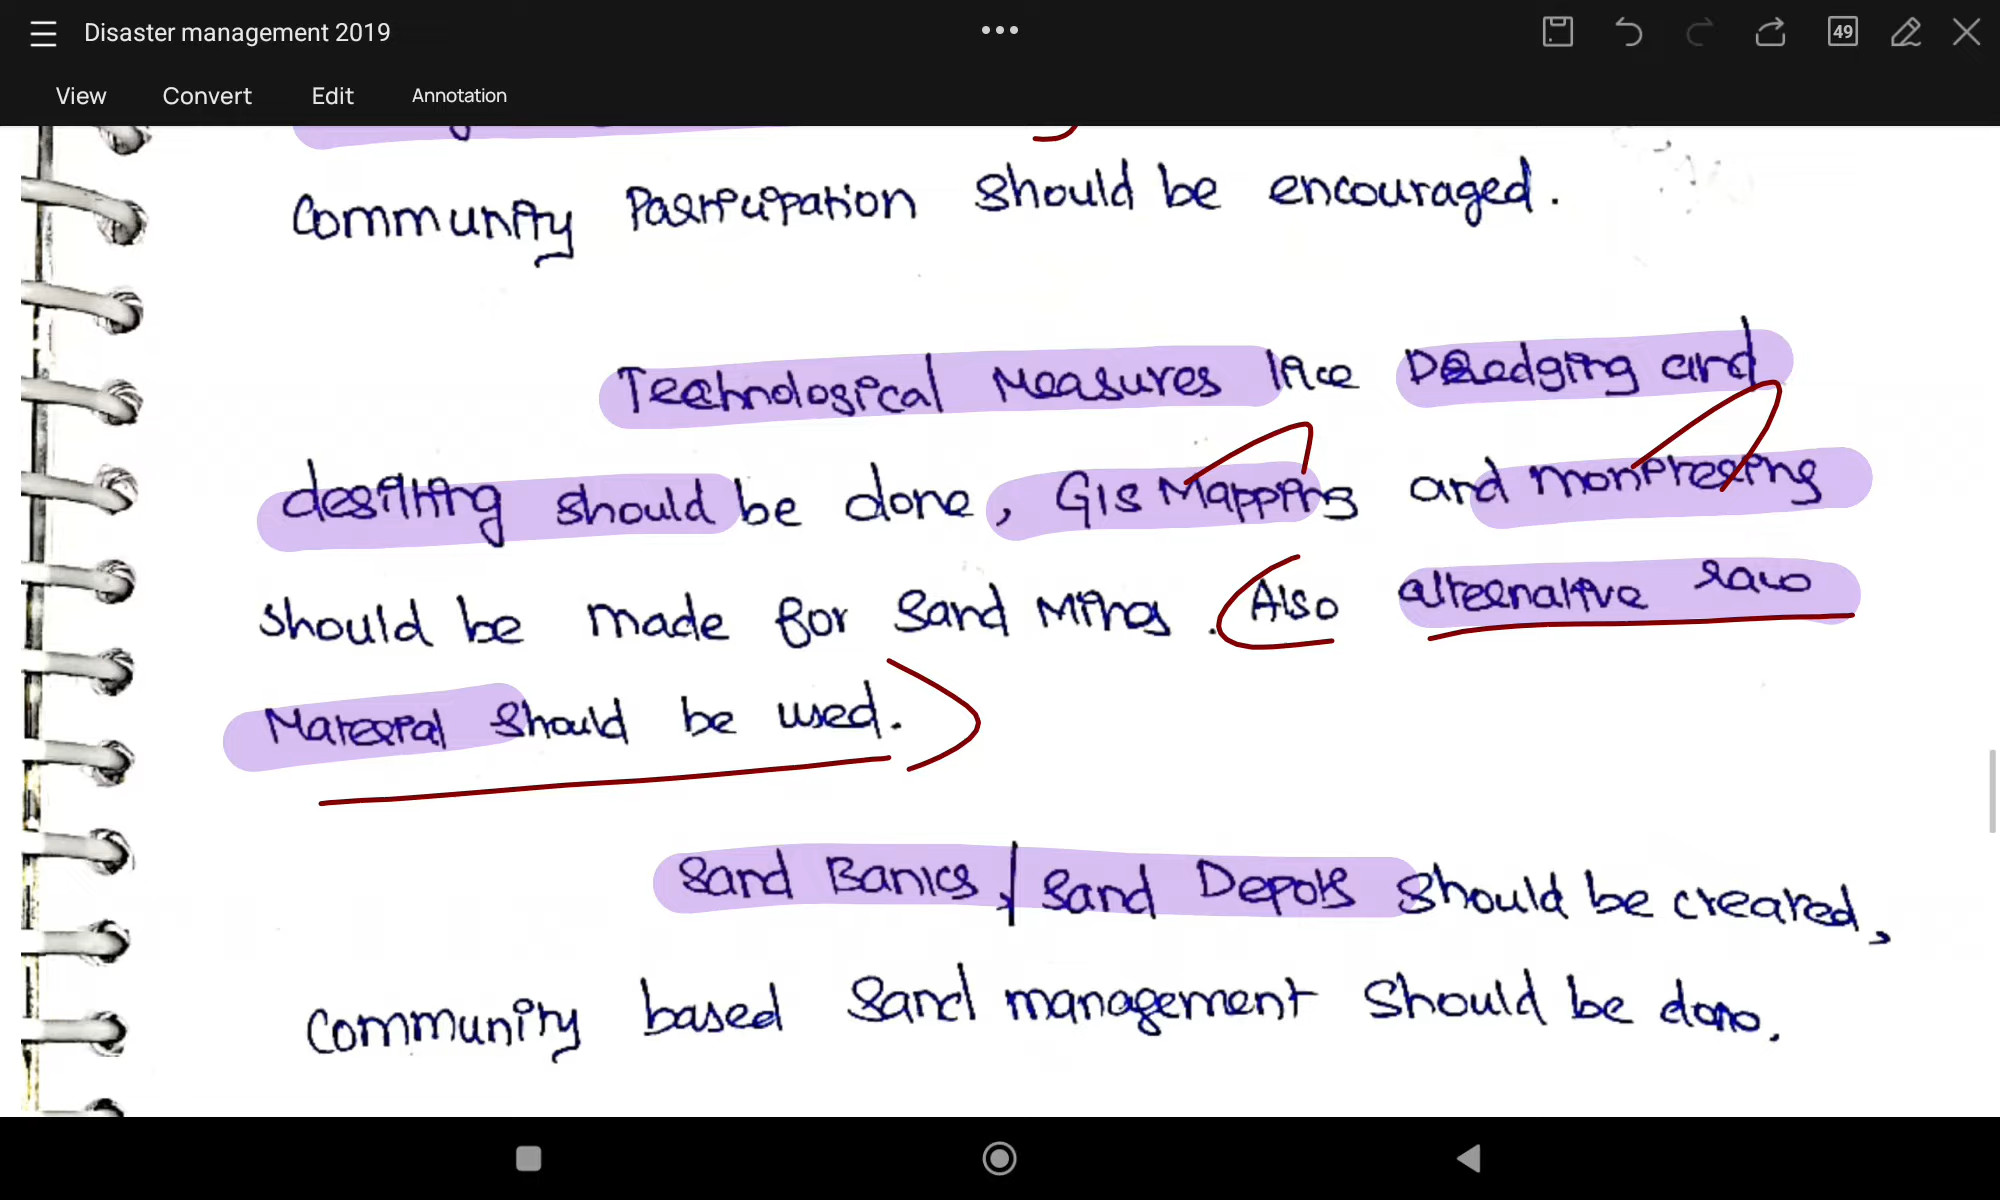 Disaster management 2019
49
View Convert Edit Annotation
Community Participation should be encouraged.
Technological Measures like Dredging and
desilting should be done, GIS Mapping and monitoring
should be made for Sand Mining. Also alternative raw
Material should be used.
Sand Banks / Sand Depots should be created,
Community based Sand management should be done.